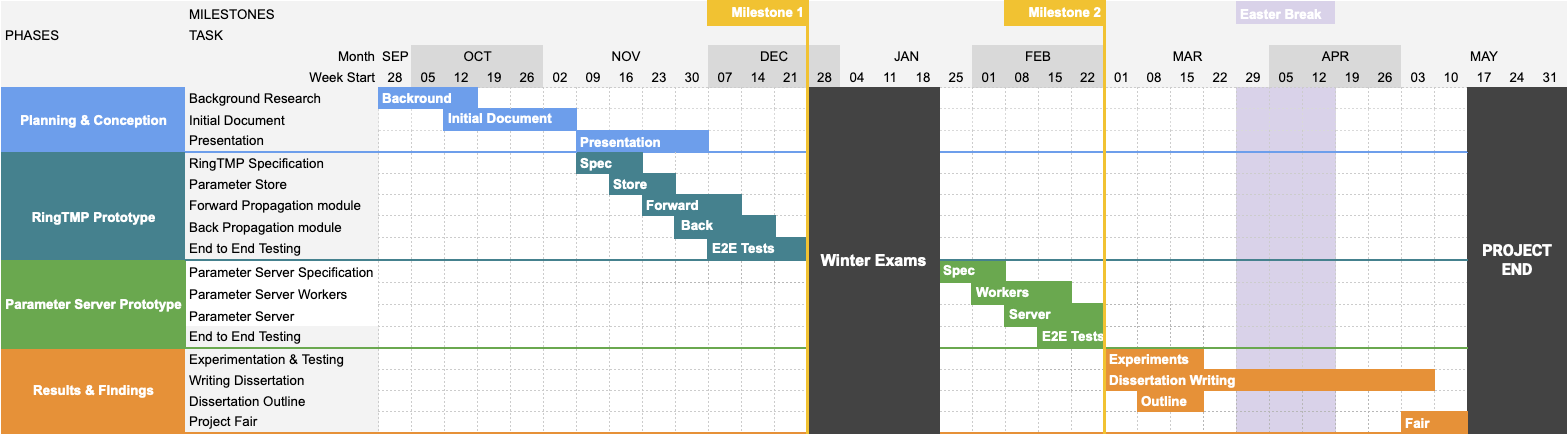 MILESTONES Milestone 1 Milestone 2 Easter Break
PHASES TASK
Month SEP OCT NOV DEC JAN FEB MAR APR MAY
Week Start 28 05 12 19 26 02 09 16 23 30 07 14 21 28 04 11 18 25 01 08 15 22 01 08 15 22 29 05 12 19 26 03 10 17 24 31
Background Research Backround
Planning & Conception Initial Document Initial Document
Presentation Presentation
RingTMP Specification Spec
Parameter Store Store
Forward Propagation module Forward
RingTMP Prototype
Back Propagation module Back
End to End Testing E2E Tests
Winter Exams
PROJECT
END
Parameter Server Specification Spec
Parameter Server Workers Workers
Parameter Server Prototype
Parameter Server Server
End to End Testing E2E Tests
Experimentation & Testing Experiments
Writing Dissertation Dissertation Writing
Results & FIndings
Dissertation Outline Outline
Project Fair Fair